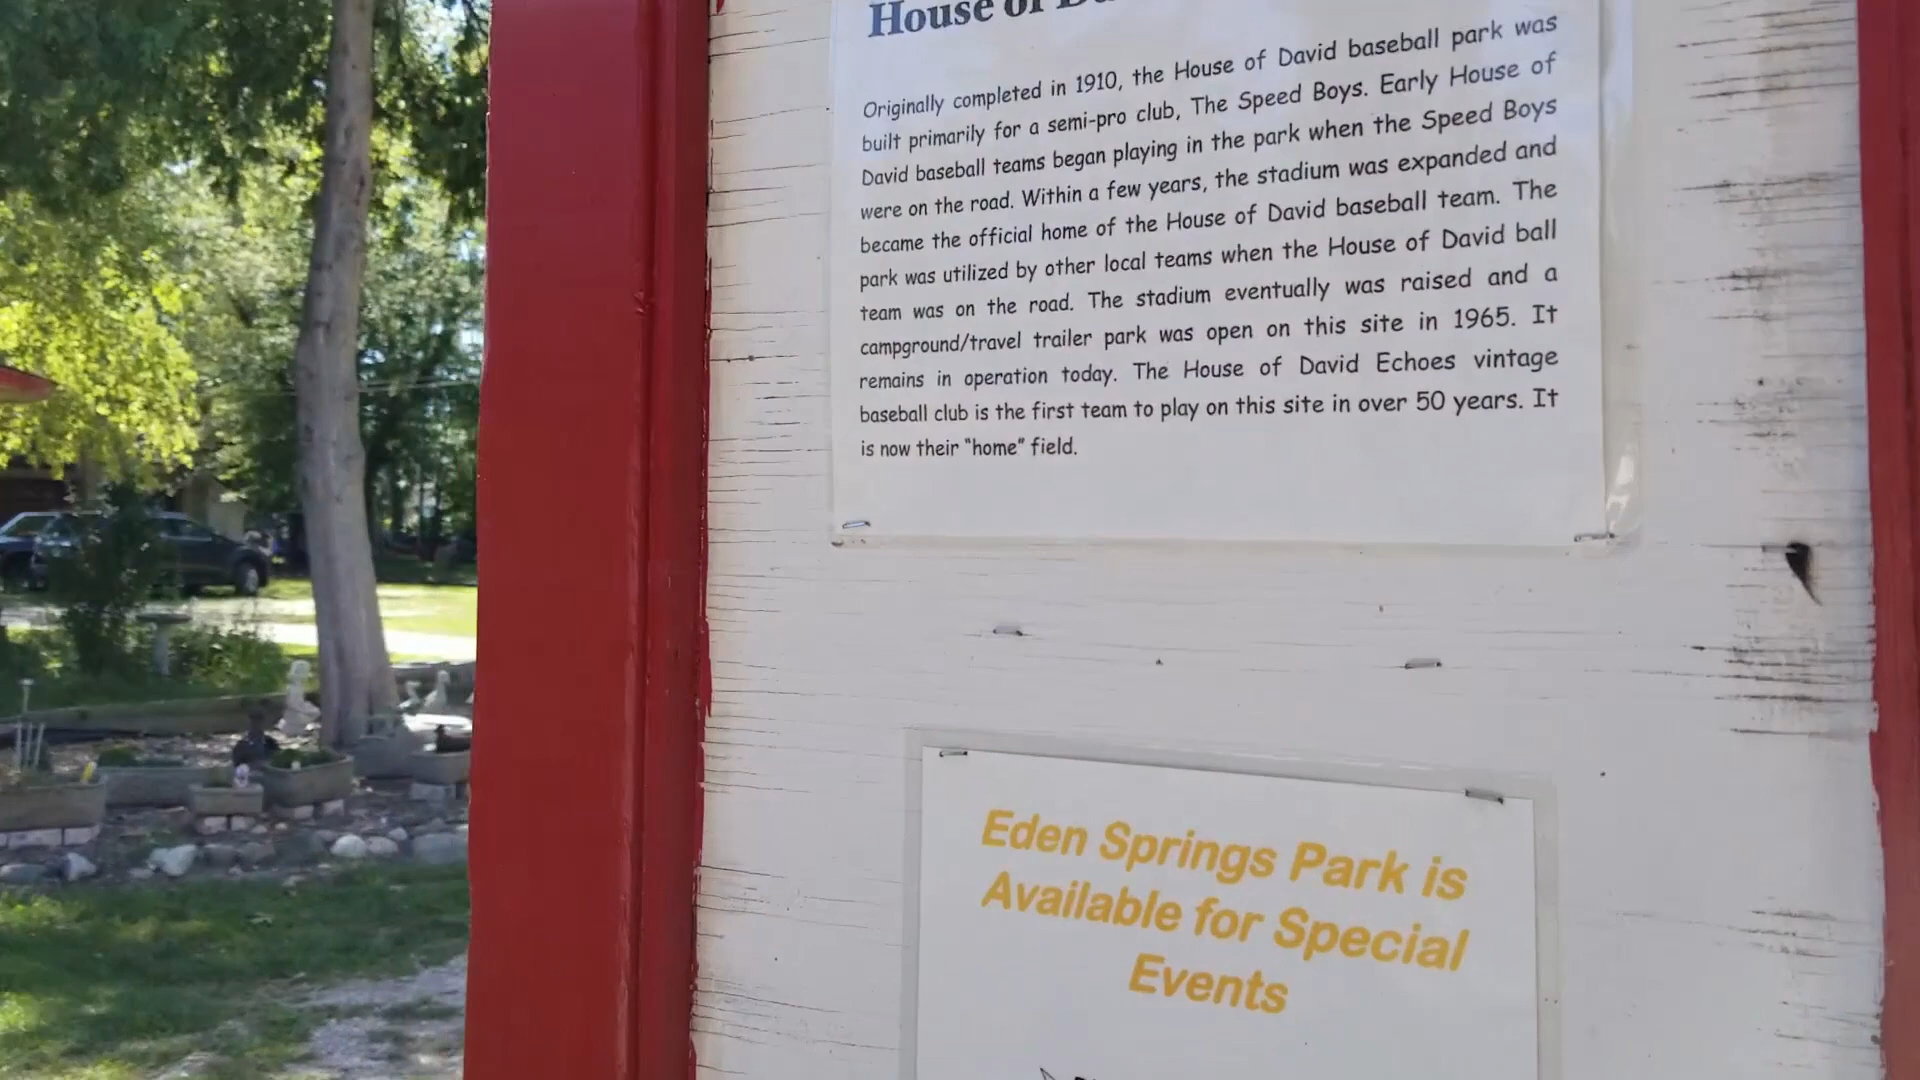 House of
Originally completed in 1910, the House of David baseball park was
built primarily for a semi-pro club, The Speed Boys. Early House of
David baseball teams began playing in the park when the Speed Boys
were on the road. Within a few years, the stadium was expanded and
became the official home of the House of David baseball team. The
park was utilized by other local teams when the House of David ball
team was on the road. The stadium eventually was raised and a
campground/travel trailer park was open on this site in 1965. It
remains in operation today. The House of David Echoes vintage
baseball club is the first team to play on this site in over 50 years. It
is now their "home" field.
Eden Springs Park is
Available for Special
Events